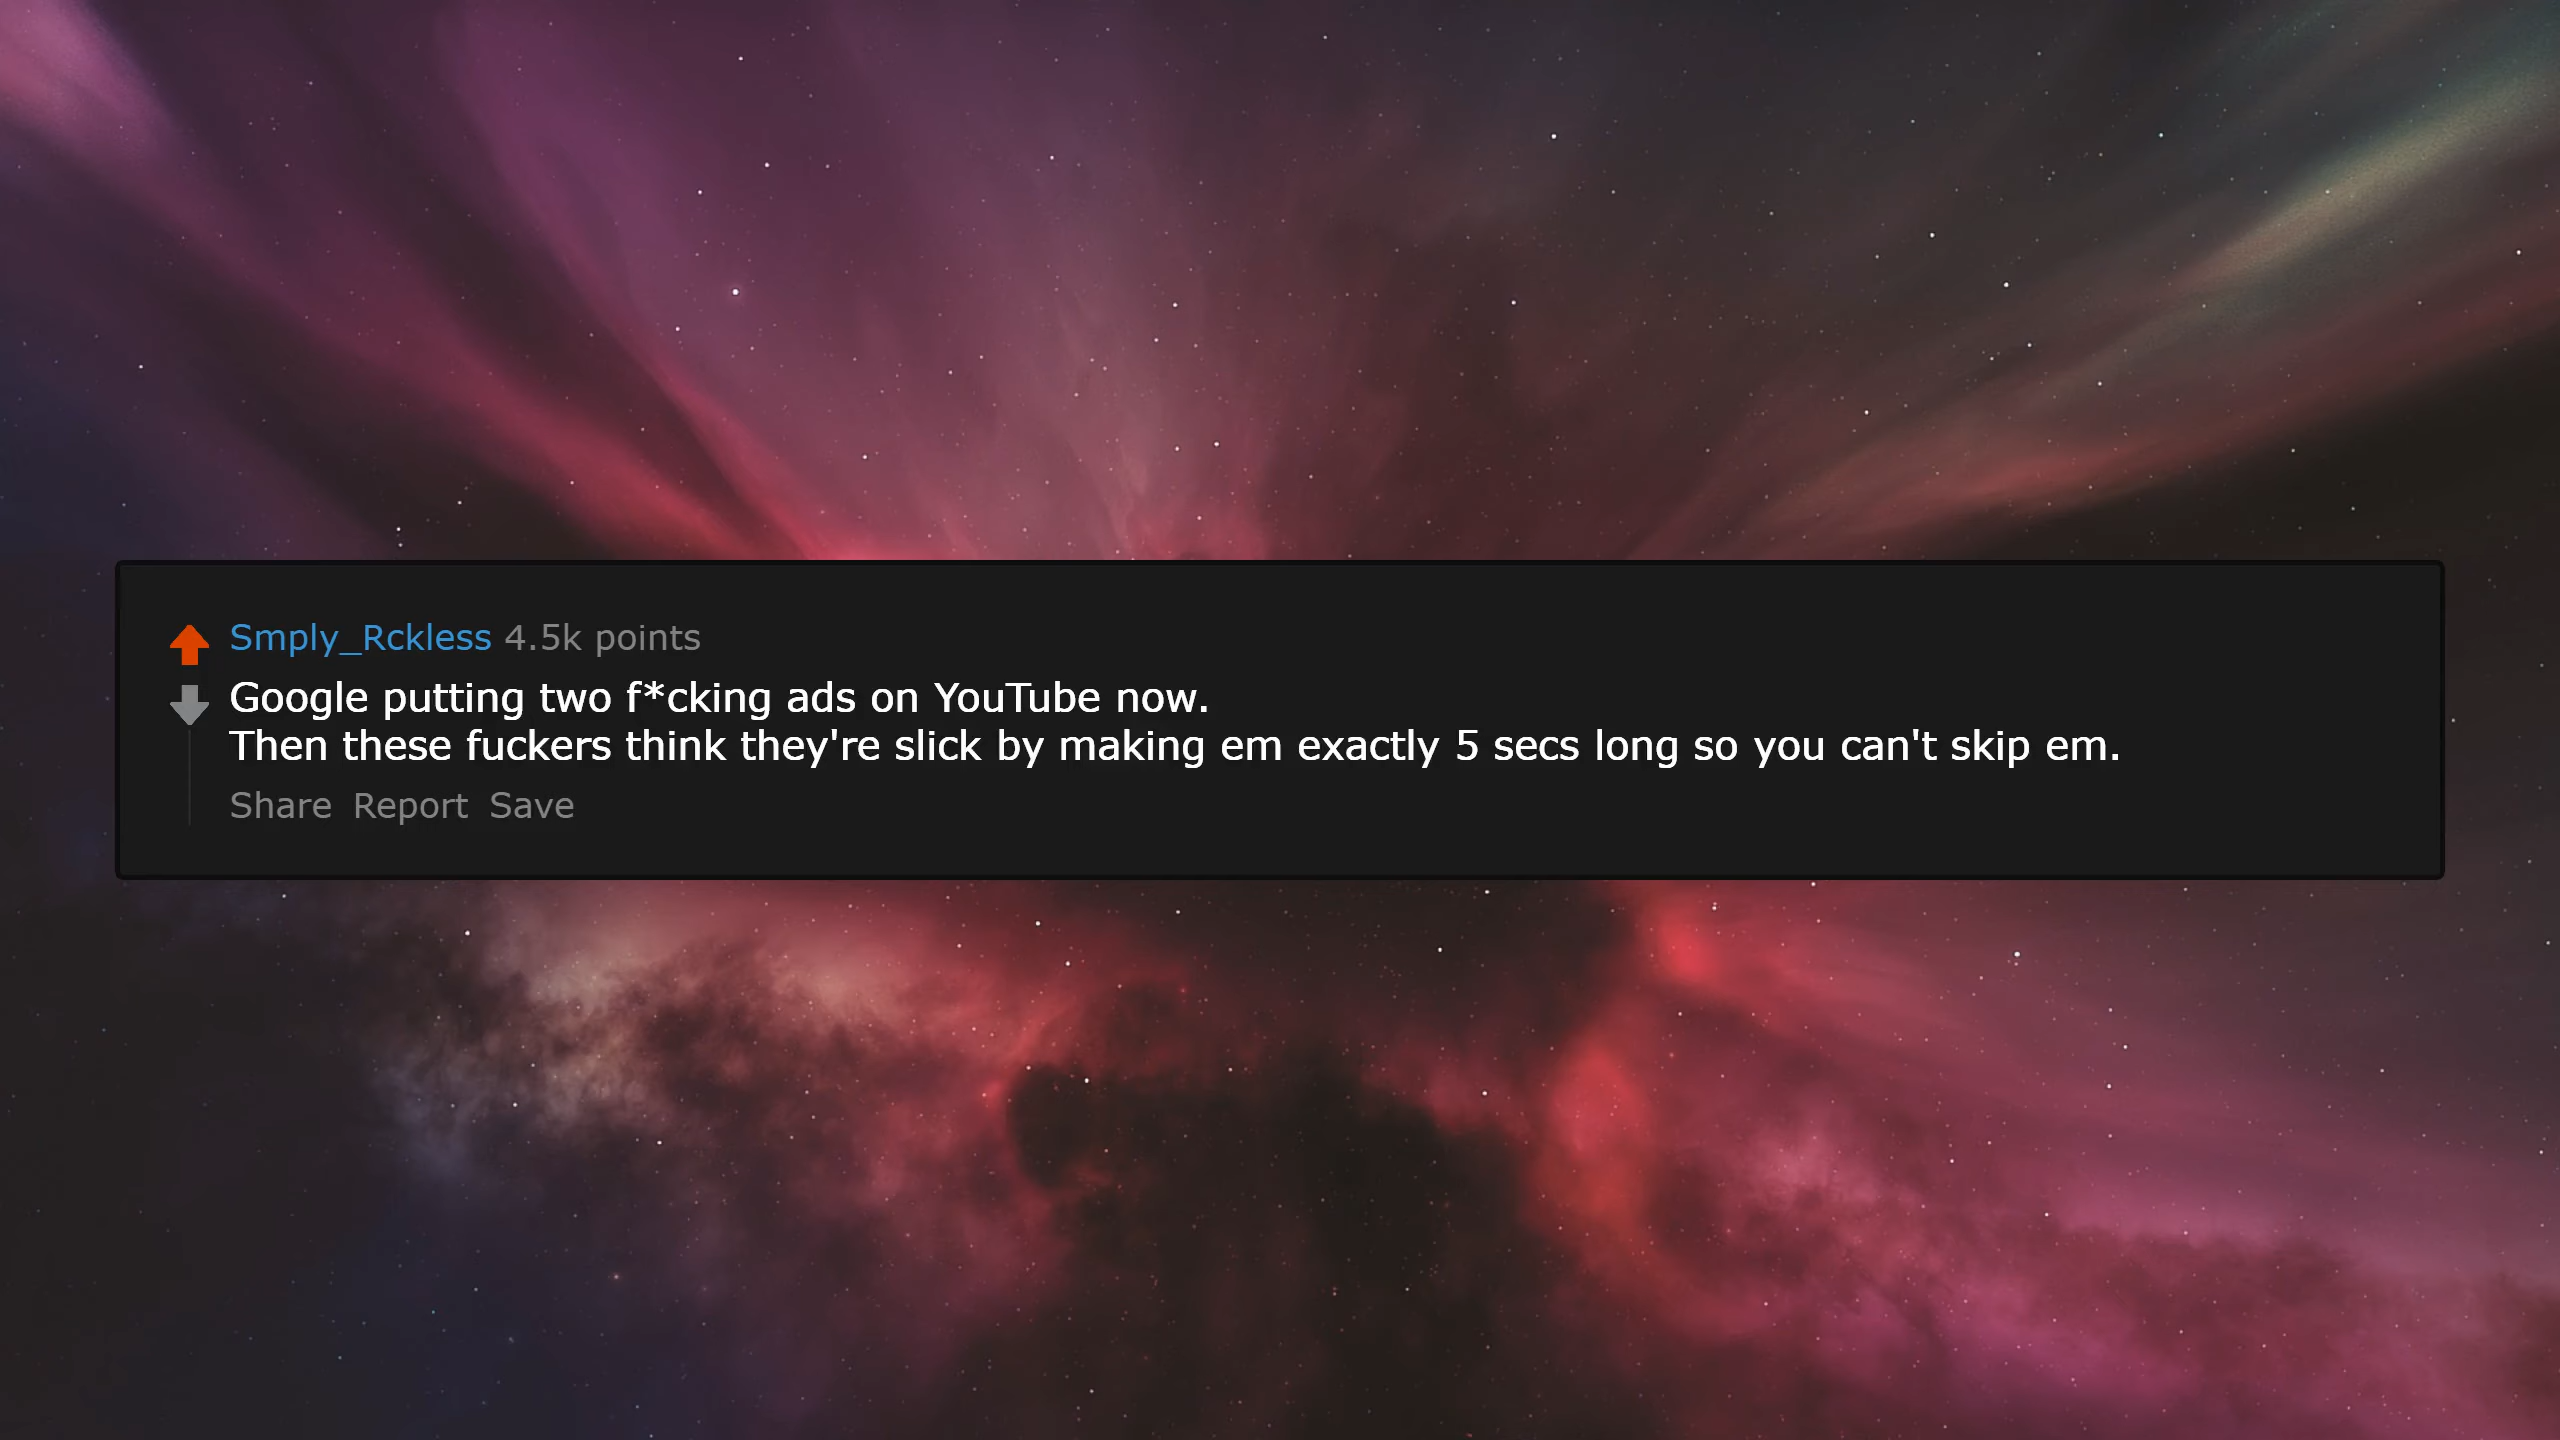 Smply_Rckless 4.5k points
Google putting two f*cking ads on YouTube now.
Then these fuckers think they're slick by making em exactly 5 secs long so you can't skip em.
Share Report Save